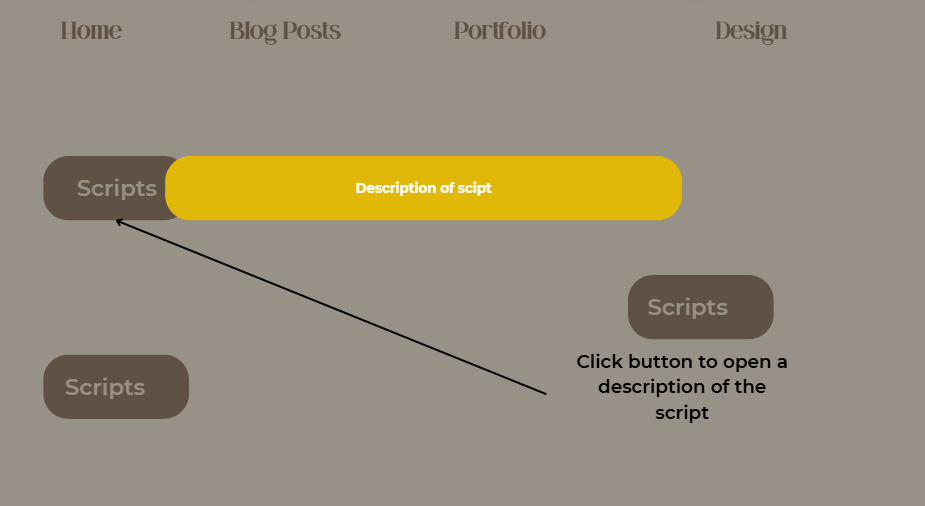 Home Blog Posts Portfolio Design
Scripts Description of scipt
Scripts
Click button to open a
description of the
script
Scripts